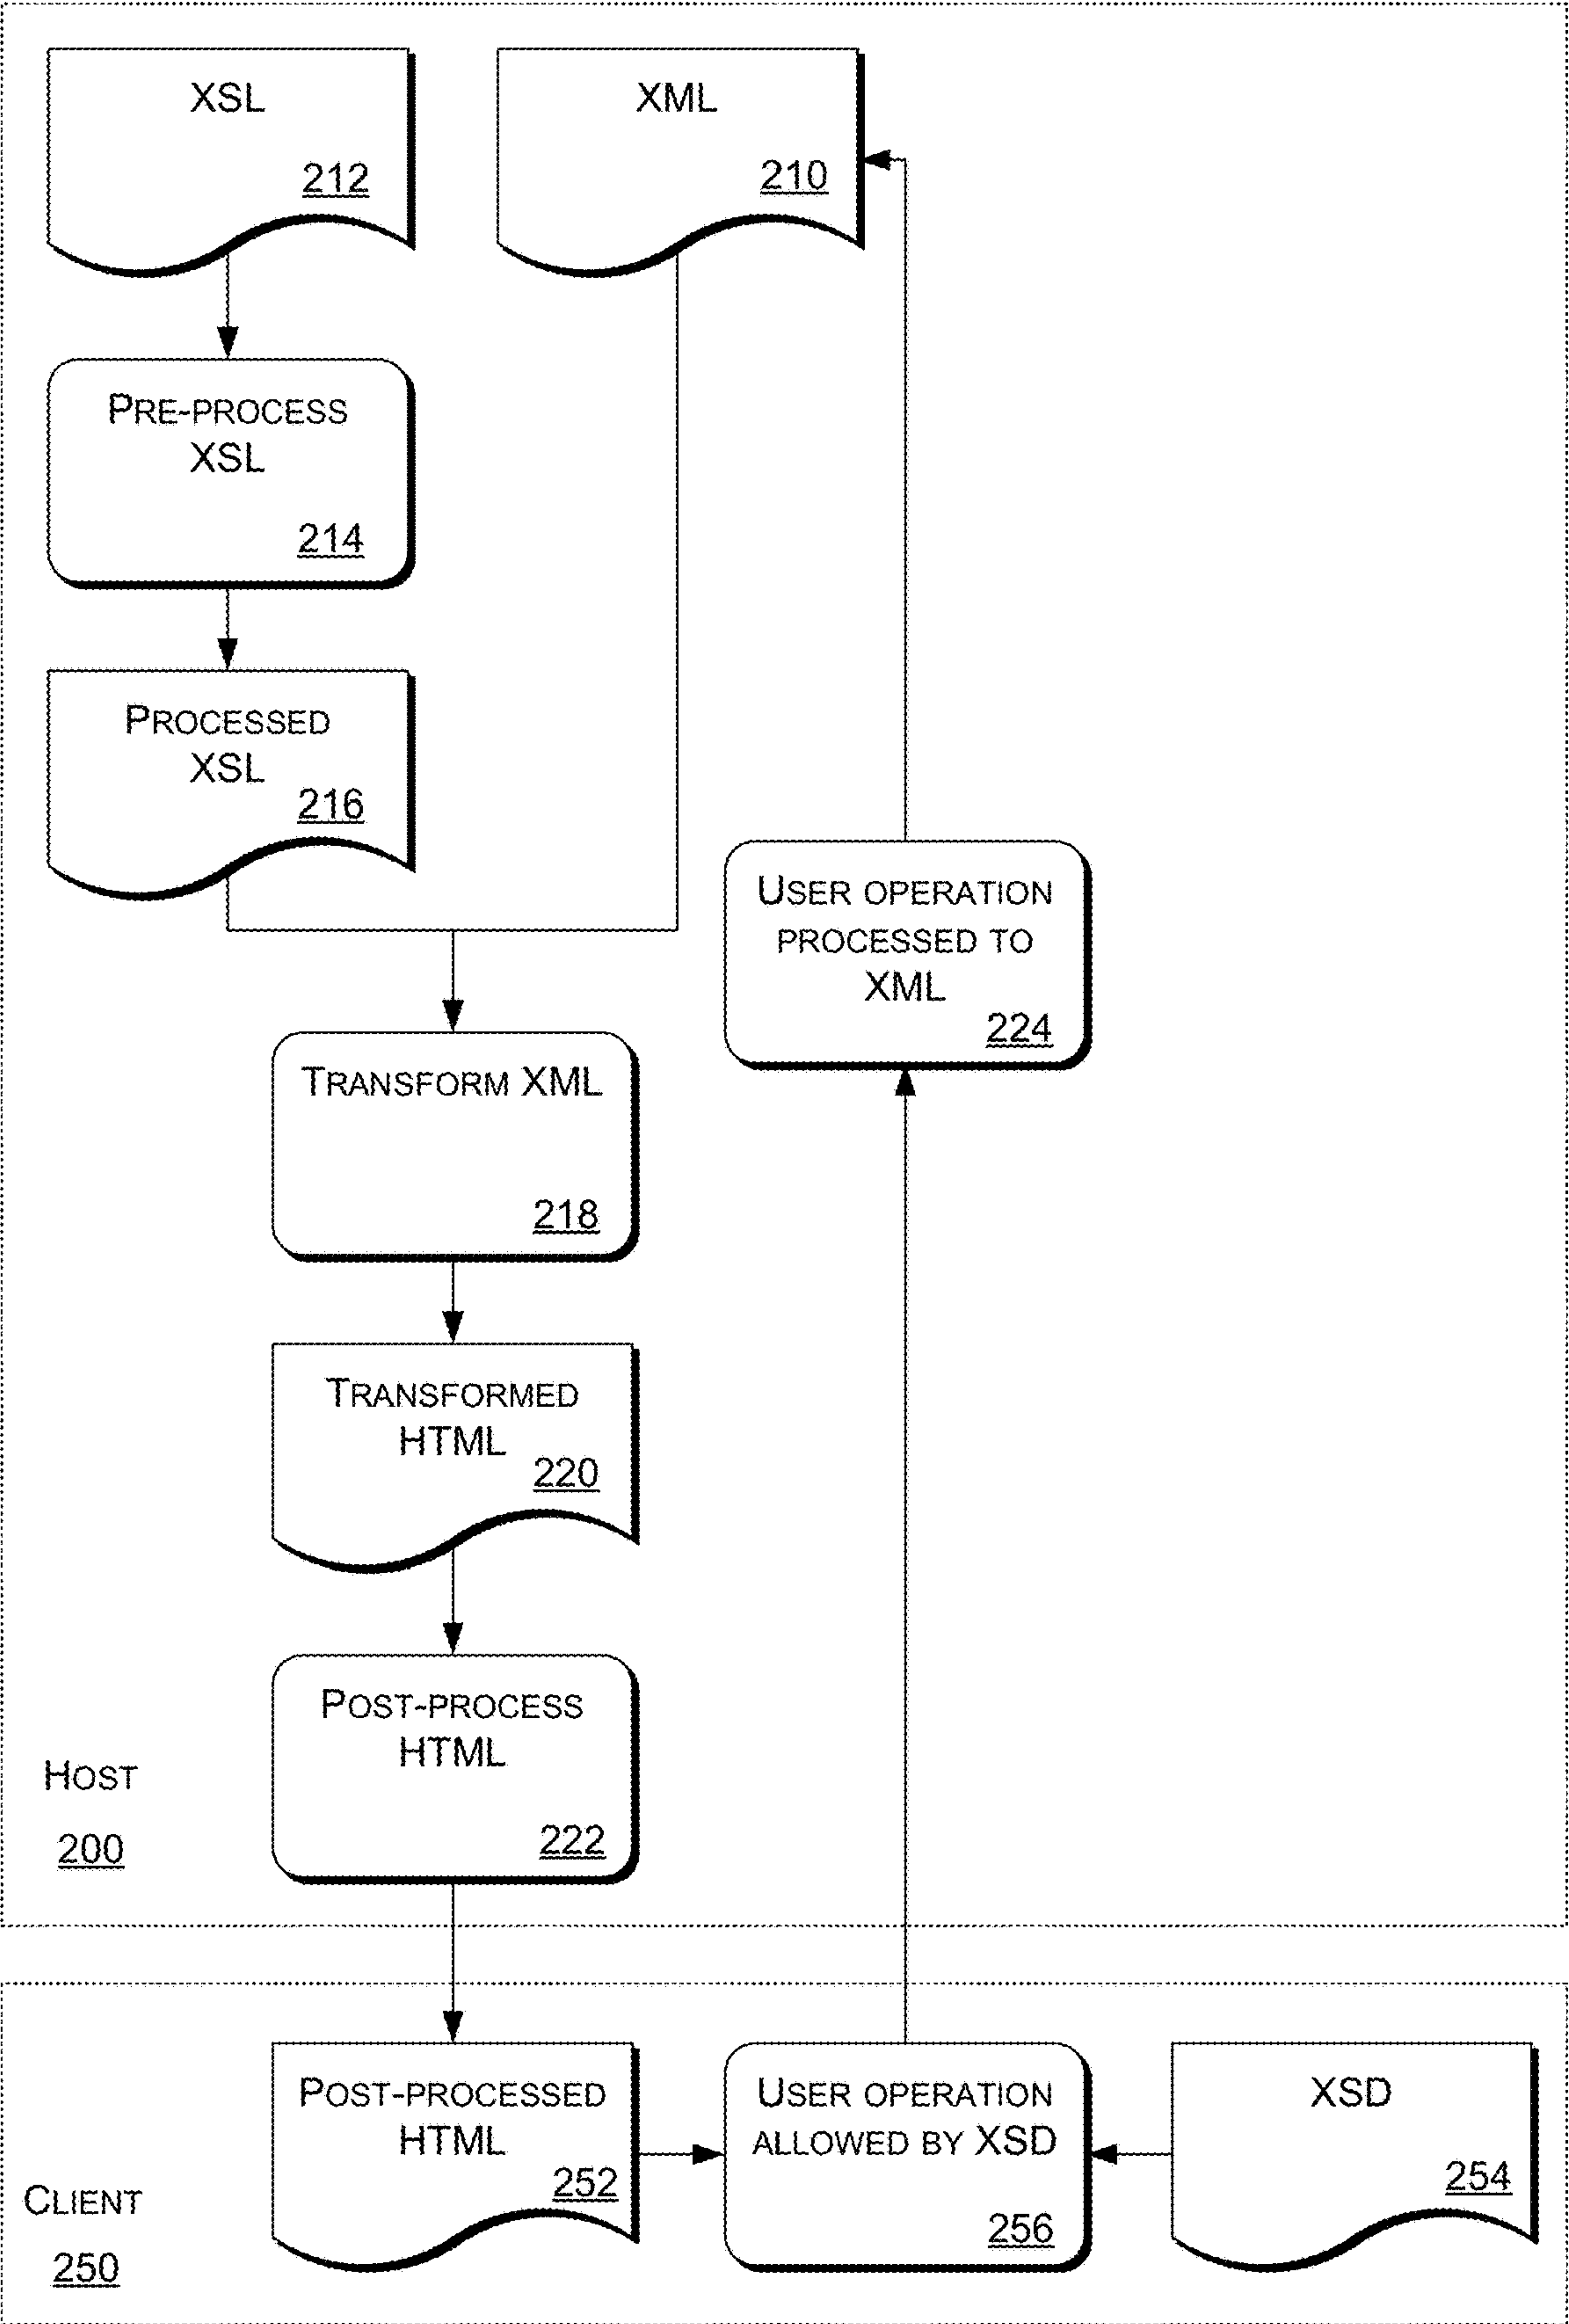 XSL
212
XML
210
PRE-PROCESS
XSL
214
PROCESSED
XSL
216
USER OPERATION
PROCESSED TO
XML
224
TRANSFORM XML
218
TRANSFORMED
HTML
220
POST-PROCESS
HTML
222
HOST
200
POST-PROCESSED
HTML
252
USER OPERATION
ALLOWED BY XSD
256
XSD
254
CLIENT
250